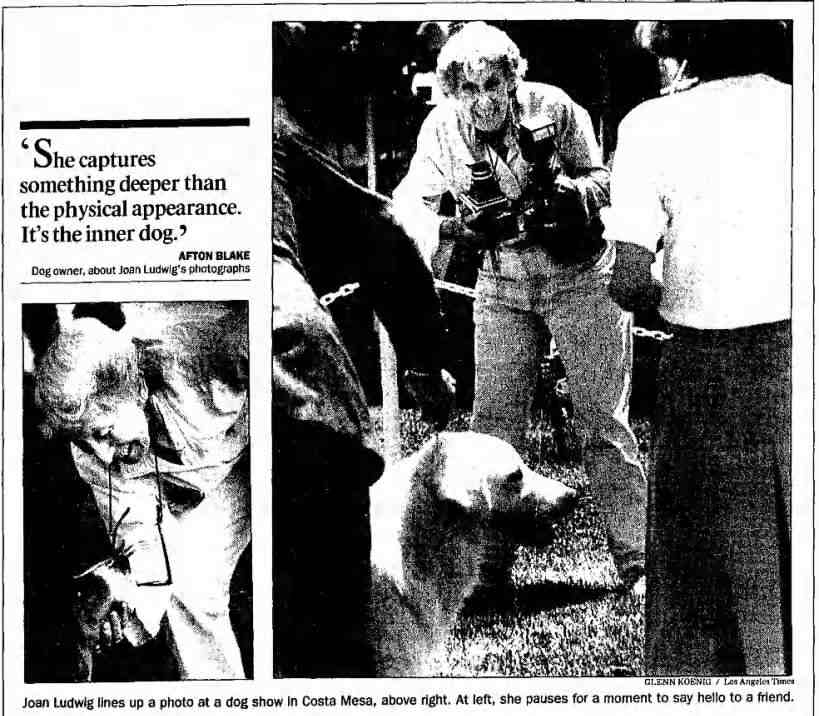 ‘She captures
something deeper than
the physical appearance.
It's the inner dog.’
AFTON BLAKE
Dog owner, about Joan Ludwig's photographs
GLENN KOENIG / Los Angeles Times
Joan Ludwig lines up a photo at a dog show in Costa Mesa, above right. At left, she pauses for a moment to say hello to a friend.